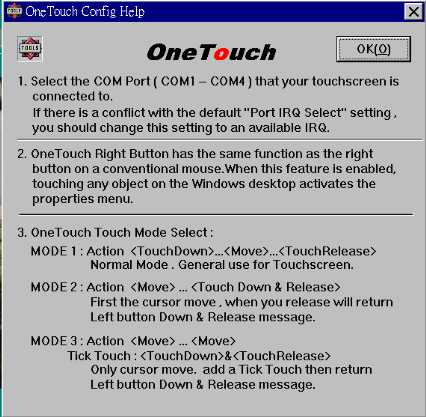 OneTouch Config Help
TOOLS
OneTouch
OK(O)
1. Select the COM Port ( COM1 – COM4 ) that your touchscreen is
connected to.
If there is a conflict with the default "Port IRQ Select" setting ,
you should change this setting to an available IRQ.
2. OneTouch Right Button has the same function as the right
button on a conventional mouse.When this feature is enabled,
touching any object on the Windows desktop activates the
properties menu.
3. OneTouch Touch Mode Select :
MODE 1 : Action <TouchDown>...<Move>...<TouchRelease>
Normal Mode . General use for Touchscreen.
MODE 2 : Action <Move> ... <Touch Down & Release>
First the cursor move , when you release will return
Left button Down & Release message.
MODE 3 : Action <Move> ... <Move>
Tick Touch : <TouchDown>&<TouchRelease>
Only cursor move. add a Tick Touch then return
Left button Down & Release message.